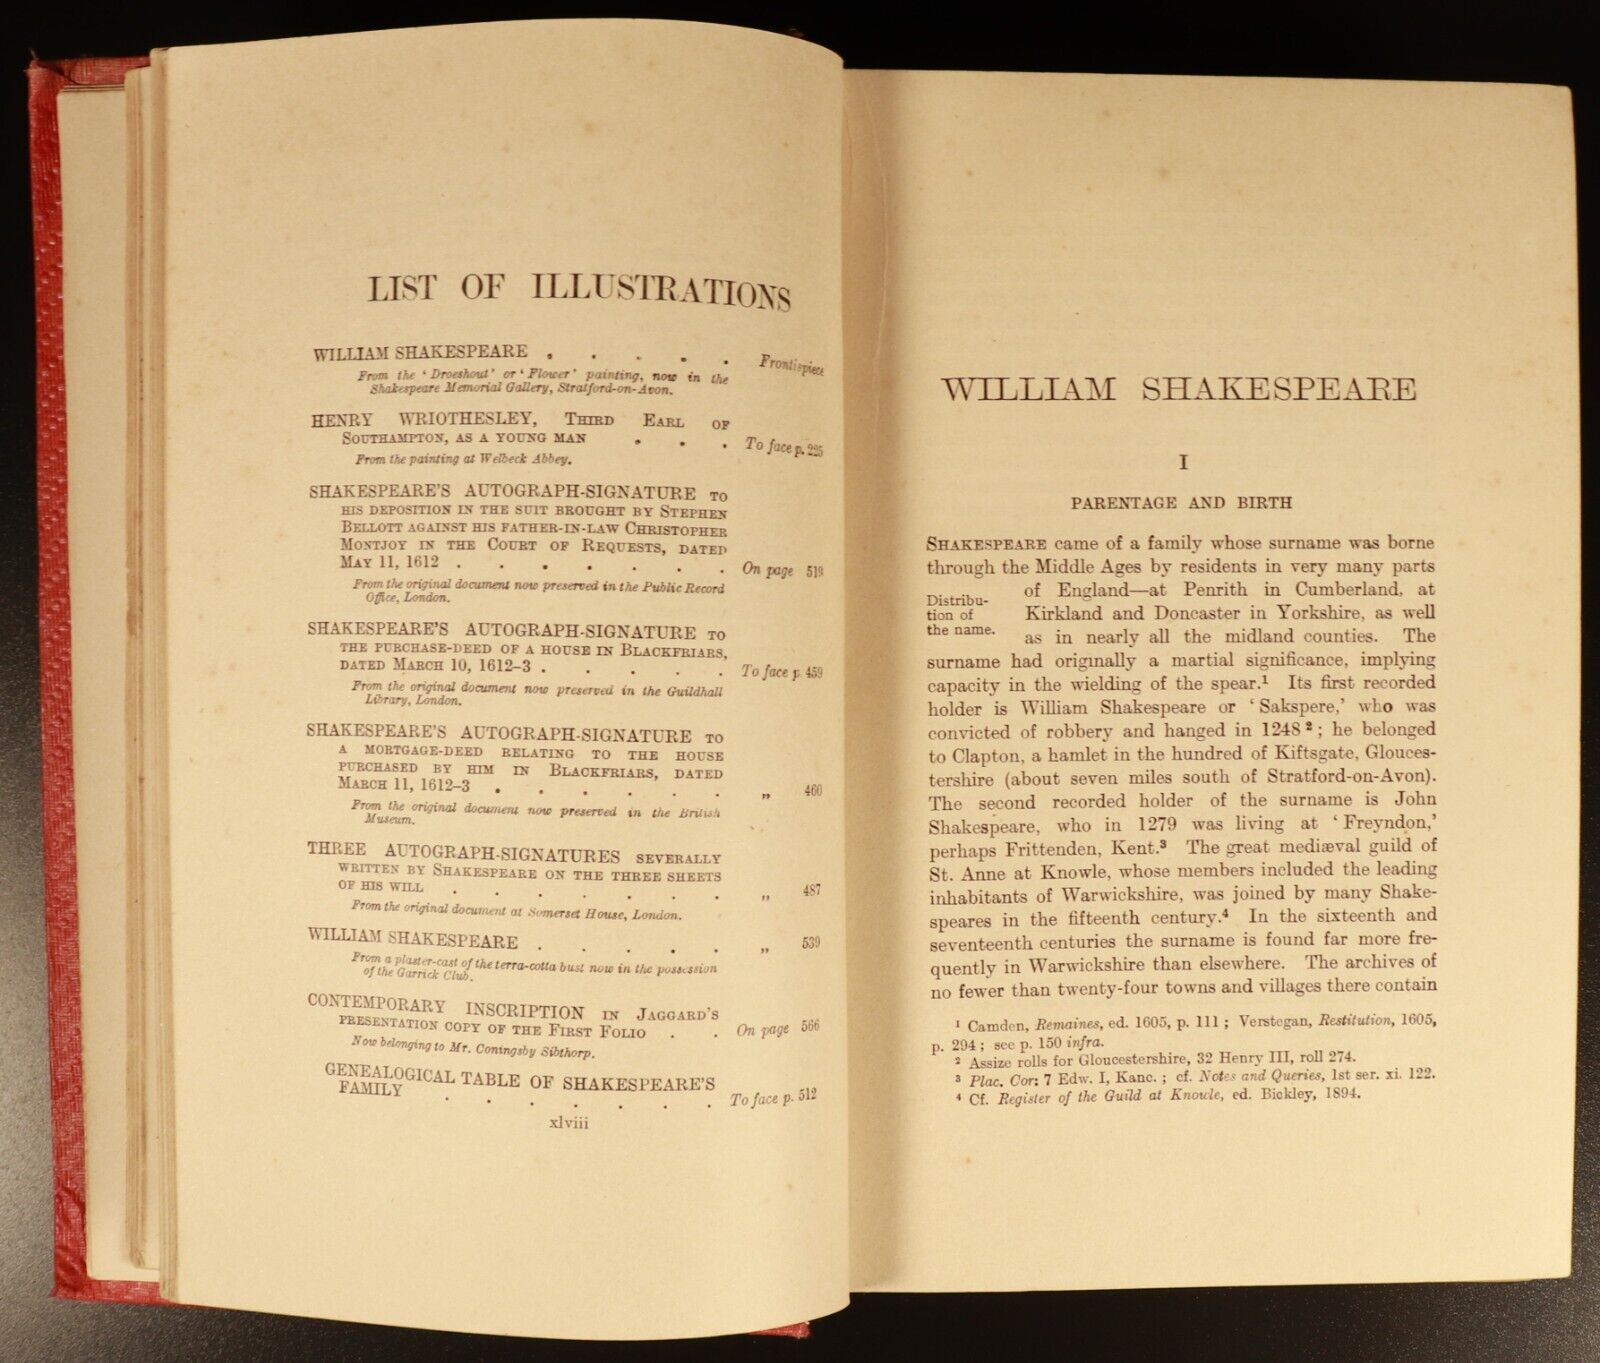 LIST OF ILLUSTRATIONS
WILLIAM SHAKESPEARE . . . . . Frontispiece
From the ‘Droeshout’ or ‘Flower’ painting, now in the
Shakespeare Memorial Gallery, Stratford-on-Avon.
HENRY WRIOTHESLEY, THIRD EARL OF
SOUTHAMPTON, AS A YOUNG MAN . . . To face p. 225
From the painting at Welbeck Abbey.
SHAKESPEARE'S AUTOGRAPH-SIGNATURE TO
HIS DEPOSITION IN THE SUIT BROUGHT BY STEPHEN
BELLOTT AGAINST HIS FATHER-IN-LAW CHRISTOPHER
MONTJOY IN THE COURT OF REQUESTS, DATED
MAY 11, 1612 . . . . . . . On page 519
From the original document now preserved in the Public Record
Office, London.
SHAKESPEARE'S AUTOGRAPH-SIGNATURE TO
THE PURCHASE-DEED OF A HOUSE IN BLACKFRIARS,
DATED MARCH 10, 1612–3 . . . . . To face p. 459
From the original document now preserved in the Guildhall
Library, London.
SHAKESPEARE'S AUTOGRAPH-SIGNATURE TO
A MORTGAGE-DEED RELATING TO THE HOUSE
PURCHASED BY HIM IN BLACKFRIARS, DATED
MARCH 11, 1612–3 . . . . . . „ 460
From the original document now preserved in the British
Museum.
THREE AUTOGRAPH-SIGNATURES SEVERALLY
WRITTEN BY SHAKESPEARE ON THE THREE SHEETS
OF HIS WILL . . . . . . . „ 487
From the original document at Somerset House, London.
WILLIAM SHAKESPEARE . . . . . „ 539
From a plaster-cast of the terra-cotta bust now in the possession
of the Garrick Club.
CONTEMPORARY INSCRIPTION IN JAGGARD'S
PRESENTATION COPY OF THE FIRST FOLIO . . On page 566
Now belonging to Mr. Coningsby Sibthorp.
GENEALOGICAL TABLE OF SHAKESPEARE'S
FAMILY . . . . . . . To face p. 512
xlviii
WILLIAM SHAKESPEARE
I
PARENTAGE AND BIRTH
SHAKESPEARE came of a family whose surname was borne
through the Middle Ages by residents in very many parts
of England—at Penrith in Cumberland, at
Distribu-
tion of
the name.
Kirkland and Doncaster in Yorkshire, as well
as in nearly all the midland counties. The
surname had originally a martial significance, implying
capacity in the wielding of the spear.¹ Its first recorded
holder is William Shakespeare or ‘Sakspere,’ who was
convicted of robbery and hanged in 1248²; he belonged
to Clapton, a hamlet in the hundred of Kiftsgate, Glouces-
tershire (about seven miles south of Stratford-on-Avon).
The second recorded holder of the surname is John
Shakespeare, who in 1279 was living at ‘Freyndon,’
perhaps Frittenden, Kent.³ The great mediæval guild of
St. Anne at Knowle, whose members included the leading
inhabitants of Warwickshire, was joined by many Shake-
speares in the fifteenth century.⁴ In the sixteenth and
seventeenth centuries the surname is found far more fre-
quently in Warwickshire than elsewhere. The archives of
no fewer than twenty-four towns and villages there contain
¹ Camden, Remaines, ed. 1605, p. 111; Verstegan, Restitution, 1605,
p. 294; see p. 150 infra.
² Assize rolls for Gloucestershire, 32 Henry III, roll 274.
³ Plac. Cor: 7 Edw. I, Kanc.; cf. Notes and Queries, 1st ser. xi. 122.
⁴ Cf. Register of the Guild at Knowle, ed. Bickley, 1894.